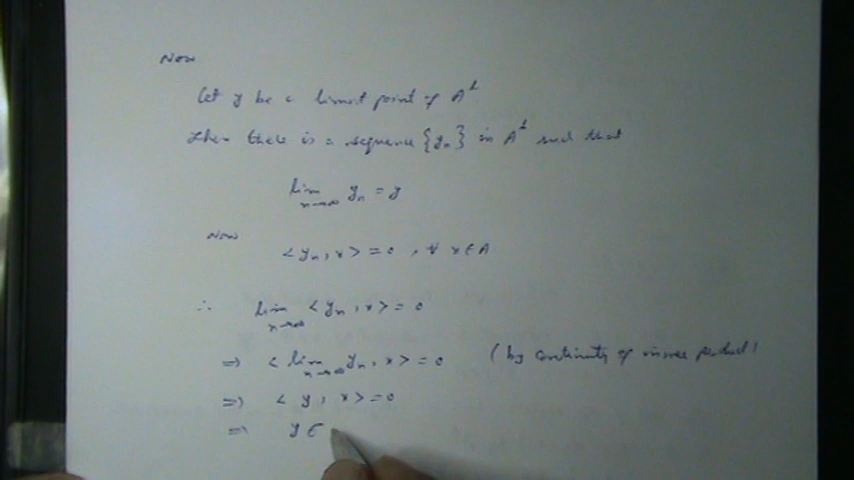 Now
Let y be a limit point of A^⊥
Then there is a sequence {y_n} in A^⊥ such that
lim_{n→∞} y_n = y
Now
< y_n, x > = 0 , ∀ x ∈ A
∴ lim_{n→∞} < y_n, x > = 0
⇒ < lim_{n→∞} y_n, x > = 0 (by continuity of inner product)
⇒ < y, x > = 0
⇒ y ∈